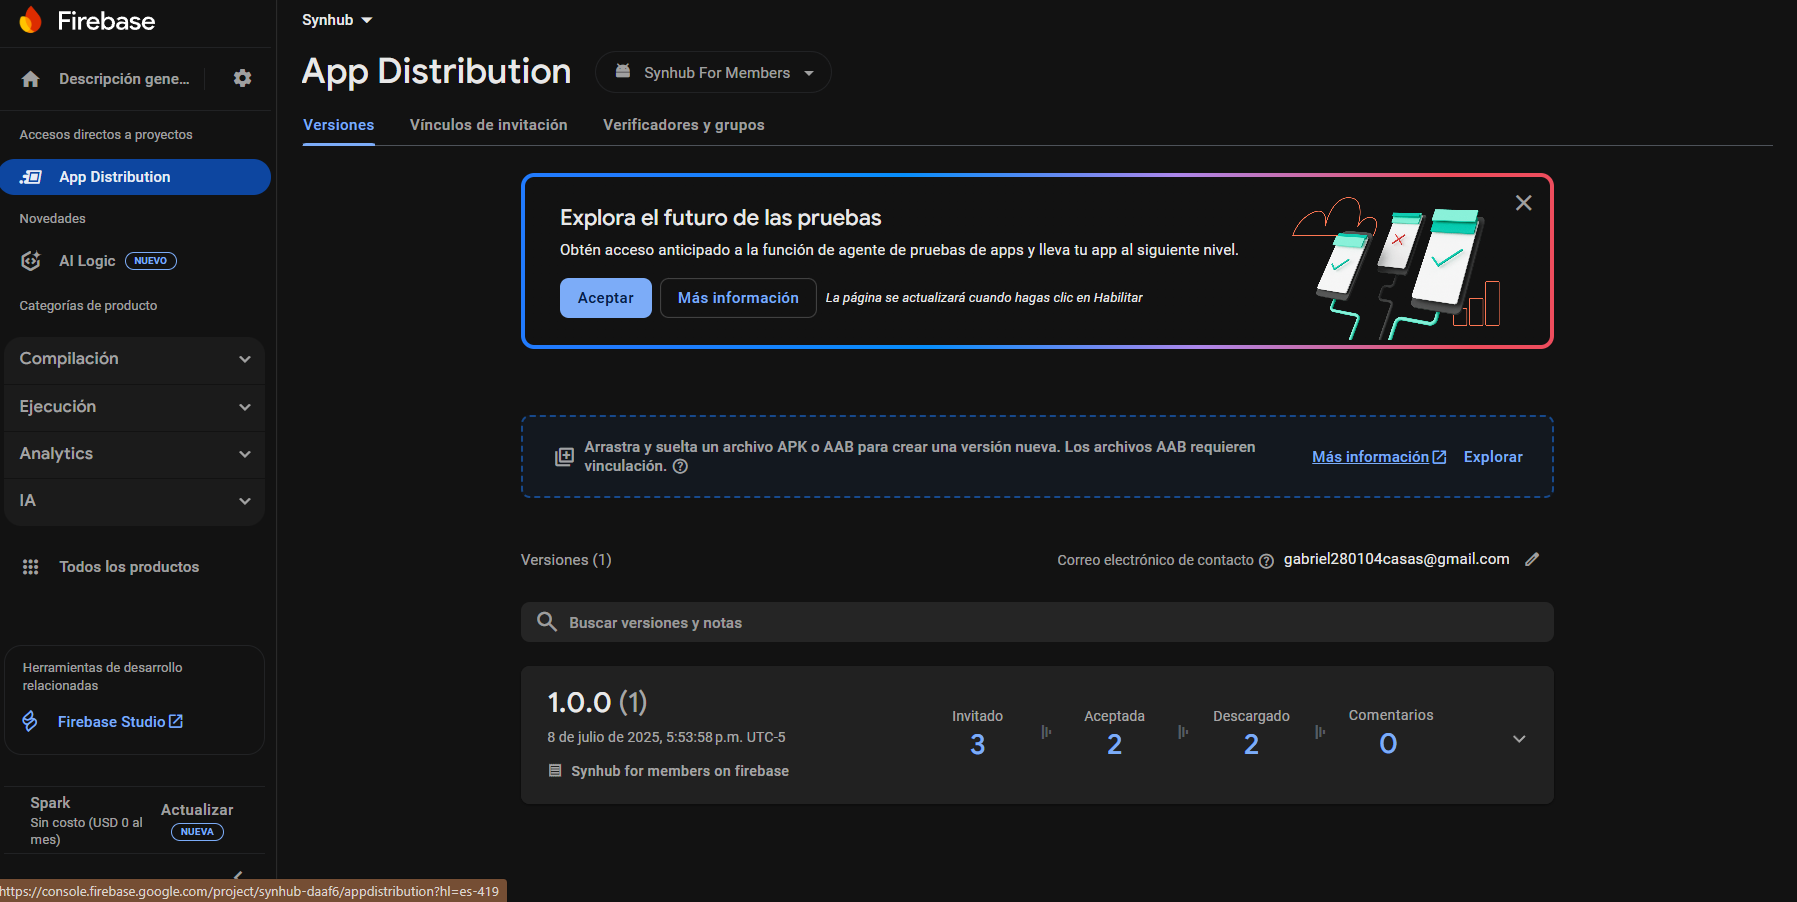 Firebase
Descripción gene...
Accesos directos a proyectos
App Distribution
Novedades
AI Logic NUEVO
Categorías de producto
Compilación
Ejecución
Analytics
IA
Todos los productos
Herramientas de desarrollo
relacionadas
Firebase Studio
Spark
Sin costo (USD 0 al
mes)
Actualizar
NUEVA
https://console.firebase.google.com/project/synhub-daaf6/appdistribution?hl=es-419
Synhub
App Distribution
Synhub For Members
Versiones Vínculos de invitación Verificadores y grupos
Explora el futuro de las pruebas
Obtén acceso anticipado a la función de agente de pruebas de apps y lleva tu app al siguiente nivel.
Aceptar Más información La página se actualizará cuando hagas clic en Habilitar
Arrastra y suelta un archivo APK o AAB para crear una versión nueva. Los archivos AAB requieren
vinculación.
Más información Explorar
Versiones (1)
Correo electrónico de contacto gabriel280104casas@gmail.com
Buscar versiones y notas
1.0.0 (1)
8 de julio de 2025, 5:53:58 p.m. UTC-5
Synhub for members on firebase
Invitado Aceptada Descargado Comentarios
3 2 2 0